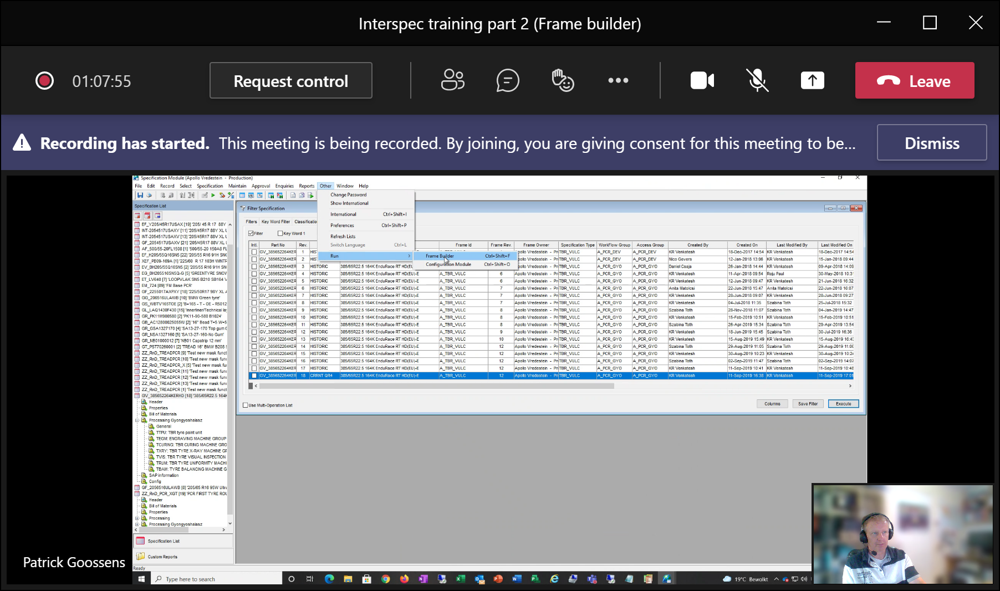 Interspec training part 2 (Frame builder)
01:07:55
Request control
Leave
Recording has started. This meeting is being recorded. By joining, you are giving consent for this meeting to be...
Dismiss
Specification Module (Apollo Vredestein - Production)
File Edit Record Select Specification Maintain Approval Enquiries Reports Other Window Help
Change Password
Show International
International Ctrl+Shift+I
Preferences Ctrl+Shift+P
Refresh Lists
Switch Language Ctrl+L
Run
Frame Builder Ctrl+Shift+F
Configuration Module Ctrl+Shift+O
Specification List
EF_Y205/45R17USAX [19] '205/ 45 R 17 88Y
INT-2054517USAXV [11] '205/45R17 88Y XL
INT-2054517USAXV [13] '205/45R17 88Y XL
GF_2054517USAXV [21] '205/45R17 88V XL
AF_500/55-20FL1508 [1] '500/55-20 150A8
EF_H205/55Q16SN5 [2] '205/55 R16 91H
XEF_PB09-169A [1] '225/60 R 17 103H
EV_BH205/55Q16SN5 [2] '205/55 R16 91H
EG_BH205516SN5Q-G [5] 'GREENTYRE
ET_LV640 [7] 'LOOPVLAK SN5 B210 SB164
EM_724 [89] 'FM Base PCR'
GF_2255017AXPXY [18] '225/50R17 98Y XL
GG_206516ULAWB [10] 'BMW Green tyre'
GS_WBTV165TOE [2] 'B=165 - T - OE -
GL_LAQ1430F430 [15] 'Innerliner/Technical
GR_PK11M900580 [2] 'PK11-90-580 B1024'
GB_AC12800025055W [2] '16" Bead T=5
GR_GSA1327170 [4] 'SA13-27-170 Top gum
GR_NSA1327160 [5] 'SA13-27-160-No Gum'
GR_NB01000012 [7] 'NB01 Capstrip 12 mm'
GT_PST70260001 [2] 'TREAD 16" BMW B208
ZZ_RnD_TREADPCR [9] 'Test new mask
ZZ_RnD_TREADPCR [10] 'Test new mask
ZZ_RnD_TREADPCR_X [5] 'Test new mask
ZZ_RnD_TREADPCR [11] 'Test new mask
ZZ_RnD_TREADPCR [12] 'Test new mask
ZZ_RnD_TREADPCR [13] 'Test new mask
ZZ_RnD_TREADPCR [1] 'Test new mask
GV_385652264KERHD [18] '385/65R22.5
Header
Properties
Bill of Materials
Processing Gyongyoshalasz
General
TTPU: TBR tyre paint unit
TEGM: ENGRAVING MACHINE GROUP
TCURING: TBR CURING MACHINE GRO
TXRY: TBR TYRE X-RAY MACHINE
TVIS: TBR TYRE VISUAL INSPECTION
TRUM: TBR TYRE UNIFORMITY MACHI
TBAM: TYRE BALANCING MACHINE G
SAP information
Config
GF_2056516ULAWB [8] '205/65 R16 95W
ZZ_RnD_PCR_XGT [19] 'PCR FIRST TYRE
Header
Bill of Materials
Properties
Processing
Processing Gyongyoshalasz
Specification List
Custom Reports
Ready
Filter Specification
Filters Key Word Filter Classificatio
Filter Key Word 1
Intl. Part No Rev. Frame Id Frame Rev. Frame Owner Specification Type WorkFlow Group Access Group Created By Created On Last Modified By Last Modified On
GV_385652264KER 1 Apollo Vredestein - Pr TBR_VULC A_PCR_DEV A_PCR_DEV KR Venkatesh 18-Dec-2017 14:54 KR Venkatesh 18-Dec-2017 14:54
GV_385652264KER 2 TBR_VULC A_PCR_DEV A_PCR_DEV Nico Gevers 12-Jan-2018 13:08 KR Venkatesh 15-Jan-2018 09:44
GV_385652264KER 3 HISTORIC 385/65R22.5 164K EnduRace RT HD(EU)-E TBR_VULC A_PCR_GYO A_PCR_GYO Daniel Csaja 26-Jan-2018 14:44 KR Venkatesh 09-Apr-2018 14:09
GV_385652264KER 4 HISTORIC 385/65R22.5 164K EnduRace RT HD(EU)-E A_TBR_VULC 6 Apollo Vredestein - Pr TBR_VULC A_PCR_GYO A_PCR_GYO KR Venkatesh 11-Apr-2018 09:54 Roju Paul 30-May-2018 10:3
GV_385652264KER 5 HISTORIC 385/65R22.5 164K EnduRace RT HD(EU)-E A_TBR_VULC 6 Apollo Vredestein - Pr TBR_VULC A_PCR_GYO A_PCR_GYO KR Venkatesh 12-Jun-2018 09:47 KR Venkatesh 21-Jun-2018 16:32
GV_385652264KER 6 HISTORIC 385/65R22.5 164K EnduRace RT HD(EU)-E A_TBR_VULC 7 Apollo Vredestein - Pr TBR_VULC A_PCR_GYO A_PCR_GYO Anita Matolcsi 22-Jun-2018 15:47 Anita Matolcsi 22-Jun-2018 16:07
GV_385652264KER 7 HISTORIC 385/65R22.5 164K EnduRace RT HD(EU)-E A_TBR_VULC 7 Apollo Vredestein - Pr TBR_VULC A_PCR_GYO A_PCR_GYO KR Venkatesh 28-Jun-2018 09:07 KR Venkatesh 28-Jun-2018 09:27
GV_385652264KER 8 HISTORIC 385/65R22.5 164K EnduRace RT HD(EU)-E A_TBR_VULC 7 Apollo Vredestein - Pr TBR_VULC A_PCR_GYO A_PCR_GYO KR Venkatesh 04-Jul-2018 11:35 Szabina Toth 25-Jul-2018 15:32
GV_385652264KER 9 HISTORIC 385/65R22.5 164K EnduRace RT HD(EU)-E A_TBR_VULC 8 Apollo Vredestein - Pr TBR_VULC A_PCR_GYO A_PCR_GYO Szabina Toth 28-Nov-2018 11:07 Szabina Toth 04-Jan-2019 14:47
GV_385652264KER 10 HISTORIC 385/65R22.5 164K EnduRace RT HD(EU)-E A_TBR_VULC 8 Apollo Vredestein - Pr TBR_VULC A_PCR_GYO A_PCR_GYO KR Venkatesh 15-Feb-2019 10:51 KR Venkatesh 15-Feb-2019 10:51
GV_385652264KER 11 HISTORIC 385/65R22.5 164K EnduRace RT HD(EU)-E A_TBR_VULC 8 Apollo Vredestein - Pr TBR_VULC A_PCR_GYO A_PCR_GYO Szabina Toth 26-Apr-2019 15:34 Szabina Toth 29-Apr-2019 13:54
GV_385652264KER 12 HISTORIC 385/65R22.5 164K EnduRace RT HD(EU)-E A_TBR_VULC 9 Apollo Vredestein - Pr TBR_VULC A_PCR_GYO A_PCR_GYO KR Venkatesh 18-Jun-2019 15:45 Szabina Toth 30-Jul-2019 16:36
GV_385652264KER 13 HISTORIC 385/65R22.5 164K EnduRace RT HD(EU)-E A_TBR_VULC 10 Apollo Vredestein - Pr TBR_VULC A_PCR_GYO A_PCR_GYO KR Venkatesh 15-Aug-2019 15:49 KR Venkatesh 15-Aug-2019 16:4
GV_385652264KER 14 HISTORIC 385/65R22.5 164K EnduRace RT HD(EU)-E A_TBR_VULC 12 Apollo Vredestein - Pr TBR_VULC A_PCR_GYO A_PCR_GYO Szabina Toth 29-Aug-2019 11:05 Szabina Toth 29-Aug-2019 11:06
GV_385652264KER 15 HISTORIC 385/65R22.5 164K EnduRace RT HD(EU)-E A_TBR_VULC 12 Apollo Vredestein - Pr TBR_VULC A_PCR_GYO A_PCR_GYO KR Venkatesh 30-Aug-2019 10:23 KR Venkatesh 30-Aug-2019 10:24
GV_385652264KER 16 HISTORIC 385/65R22.5 164K EnduRace RT HD(EU)-E A_TBR_VULC 12 Apollo Vredestein - Pr TBR_VULC A_PCR_GYO A_PCR_GYO Szabina Toth 02-Sep-2019 11:47 Szabina Toth 02-Sep-2019 14:07
GV_385652264KER 17 HISTORIC 385/65R22.5 164K EnduRace RT HD(EU)-E A_TBR_VULC 12 Apollo Vredestein - Pr TBR_VULC A_PCR_GYO A_PCR_GYO KR Venkatesh 11-Sep-2019 10:41 KR Venkatesh 11-Sep-2019 10:48
GV_385652264KER 18 CRRNT QR4 385/65R22.5 164K EnduRace RT HD(EU)-E A_TBR_VULC 12 Apollo Vredestein - Pr TBR_VULC A_PCR_GYO A_PCR_GYO KR Venkatesh 11-Sep-2019 16:38 KR Venkatesh 11-Sep-2019 17:01
Use Multi-Operation List
Columns Save Filter Execute
Patrick Goossens
Type here to search
19°C Bewolkt